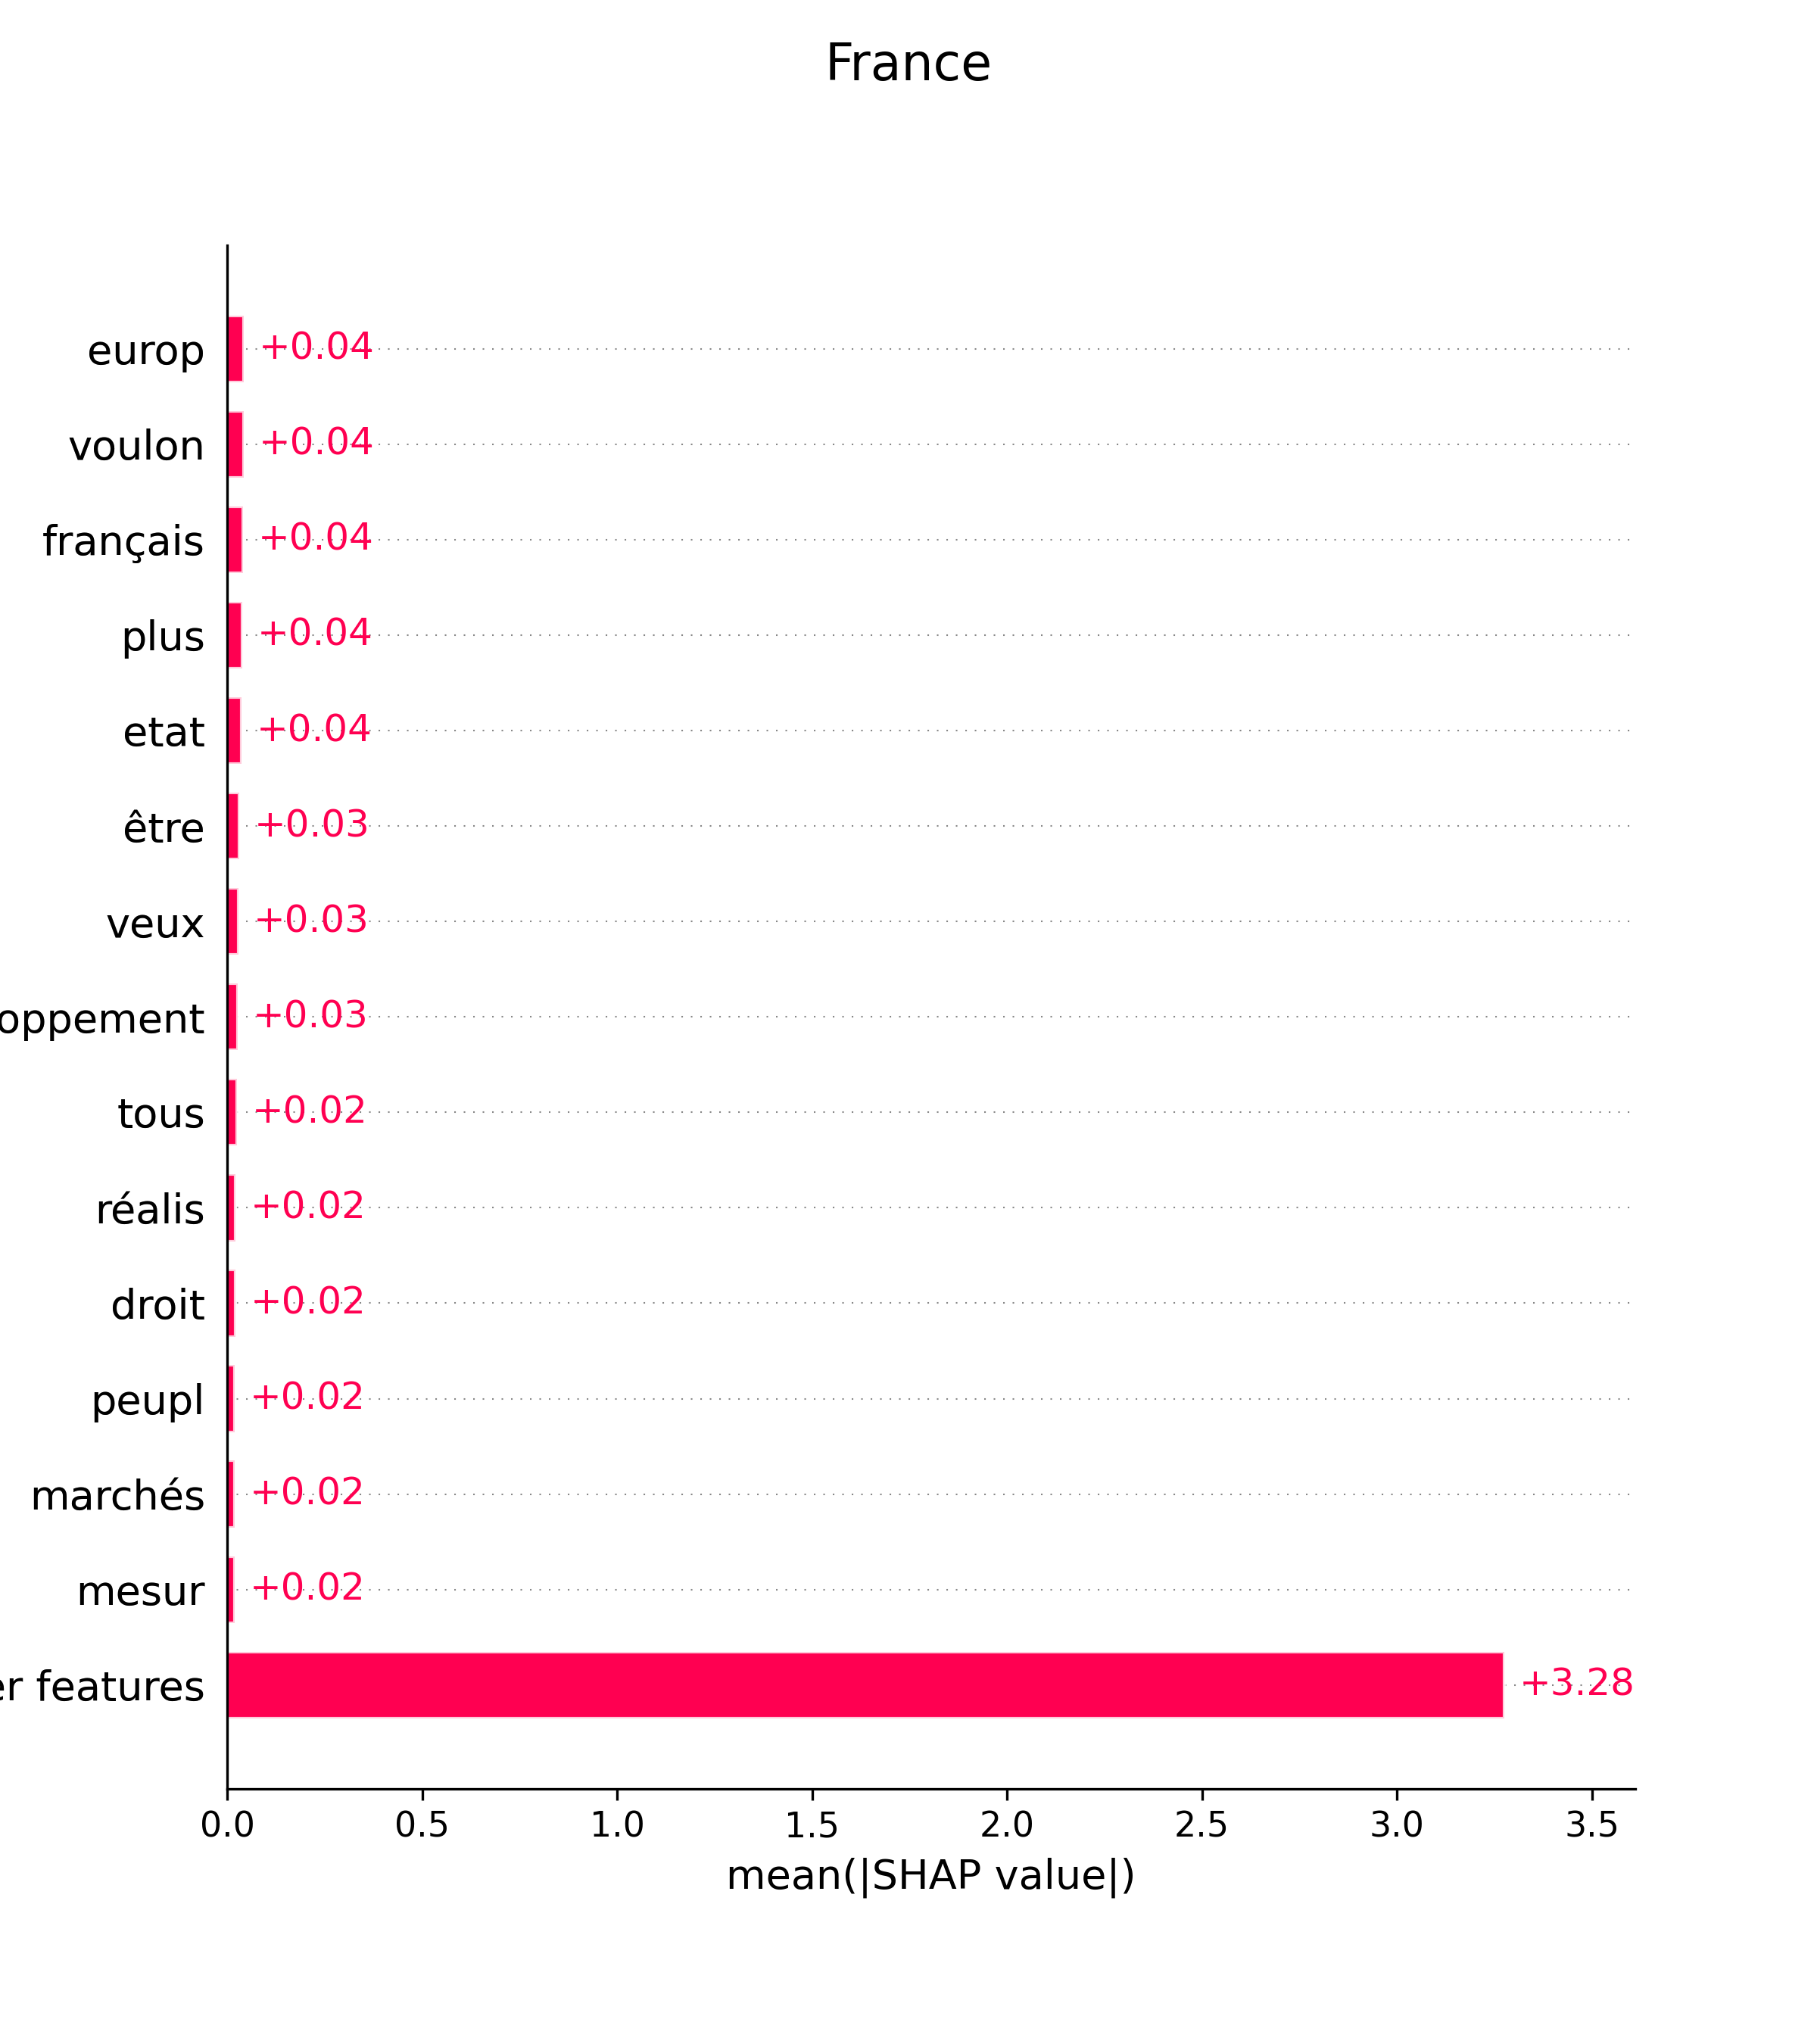 France
europ +0.04
voulon +0.04
français +0.04
plus +0.04
etat +0.04
être +0.03
veux +0.03
oppement +0.03
tous +0.02
réalis +0.02
droit +0.02
peupl +0.02
marchés +0.02
mesur +0.02
er features +3.28
0.0 0.5 1.0 1.5 2.0 2.5 3.0 3.5
mean(|SHAP value|)